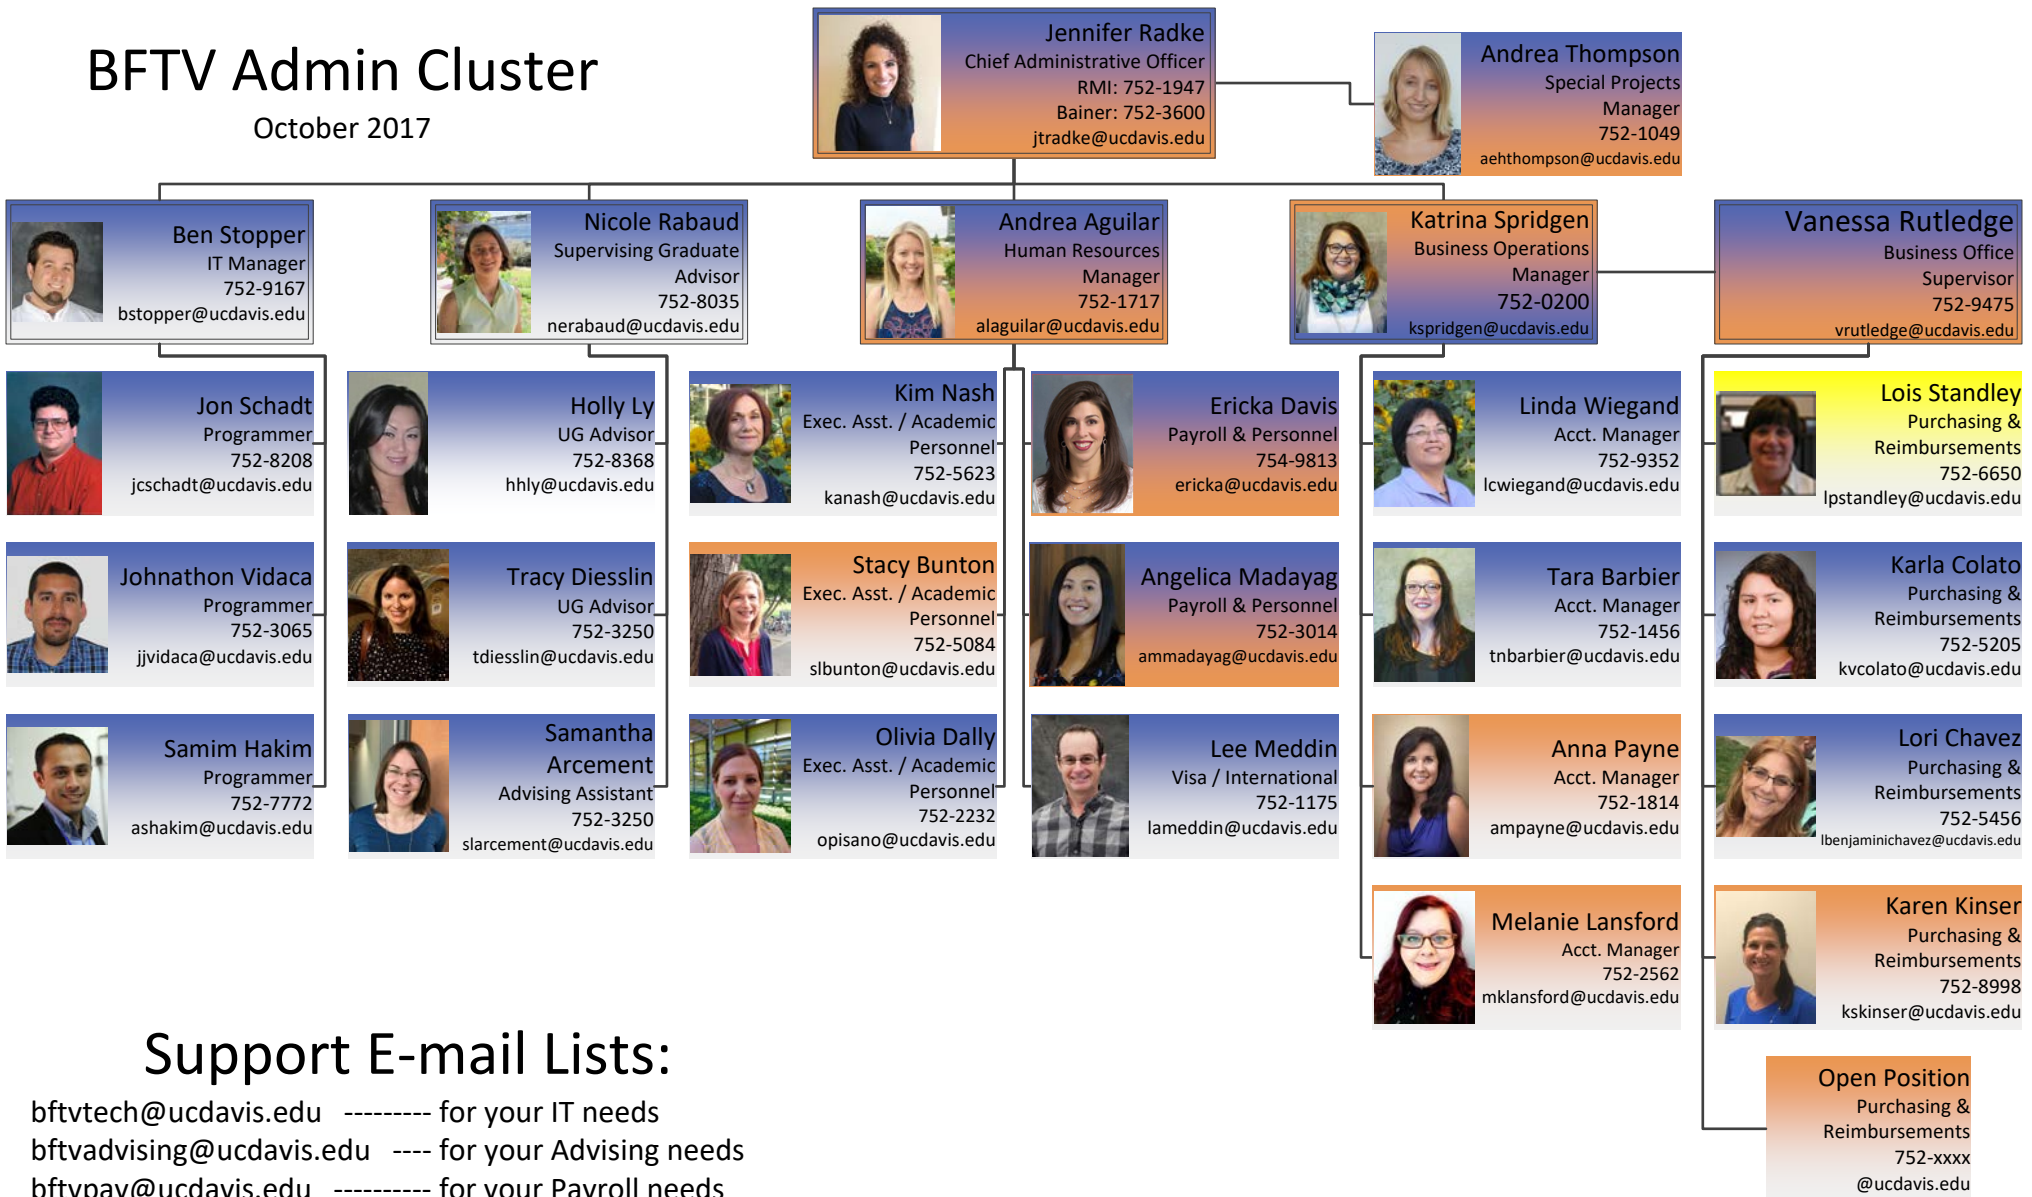 BFTV Admin Cluster
October 2017
Jennifer Radke
Chief Administrative Officer
RMI: 752-1947
Bainer: 752-3600
jtradke@ucdavis.edu
Andrea Thompson
Special Projects
Manager
752-1049
aehthompson@ucdavis.edu
Ben Stopper
IT Manager
752-9167
bstopper@ucdavis.edu
Nicole Rabaud
Supervising Graduate
Advisor
752-8035
nerabaud@ucdavis.edu
Andrea Aguilar
Human Resources
Manager
752-1717
alaguilar@ucdavis.edu
Katrina Spridgen
Business Operations
Manager
752-0200
kspridgen@ucdavis.edu
Vanessa Rutledge
Business Office
Supervisor
752-9475
vrutledge@ucdavis.edu
Jon Schadt
Programmer
752-8208
jcschadt@ucdavis.edu
Holly Ly
UG Advisor
752-8368
hhly@ucdavis.edu
Kim Nash
Exec. Asst. / Academic
Personnel
752-5623
kanash@ucdavis.edu
Ericka Davis
Payroll & Personnel
754-9813
ericka@ucdavis.edu
Linda Wiegand
Acct. Manager
752-9352
lcwiegand@ucdavis.edu
Lois Standley
Purchasing &
Reimbursements
752-6650
lpstandley@ucdavis.edu
Johnathon Vidaca
Programmer
752-3065
jjvidaca@ucdavis.edu
Tracy Diesslin
UG Advisor
752-3250
tdiesslin@ucdavis.edu
Stacy Bunton
Exec. Asst. / Academic
Personnel
752-5084
slbunton@ucdavis.edu
Angelica Madayag
Payroll & Personnel
752-3014
ammadayag@ucdavis.edu
Tara Barbier
Acct. Manager
752-1456
tnbarbier@ucdavis.edu
Karla Colato
Purchasing &
Reimbursements
752-5205
kvcolato@ucdavis.edu
Samim Hakim
Programmer
752-7772
ashakim@ucdavis.edu
Samantha
Arcement
Advising Assistant
752-3250
slarcement@ucdavis.edu
Olivia Dally
Exec. Asst. / Academic
Personnel
752-2232
opisano@ucdavis.edu
Lee Meddin
Visa / International
752-1175
lameddin@ucdavis.edu
Anna Payne
Acct. Manager
752-1814
ampayne@ucdavis.edu
Lori Chavez
Purchasing &
Reimbursements
752-5456
lbenjaminichavez@ucdavis.edu
Melanie Lansford
Acct. Manager
752-2562
mklansford@ucdavis.edu
Karen Kinser
Purchasing &
Reimbursements
752-8998
kskinser@ucdavis.edu
Open Position
Purchasing &
Reimbursements
752-xxxx
@ucdavis.edu
Support E-mail Lists:
bftvtech@ucdavis.edu --------- for your IT needs
bftvadvising@ucdavis.edu ---- for your Advising needs
bftvpay@ucdavis.edu ---------- for your Payroll needs